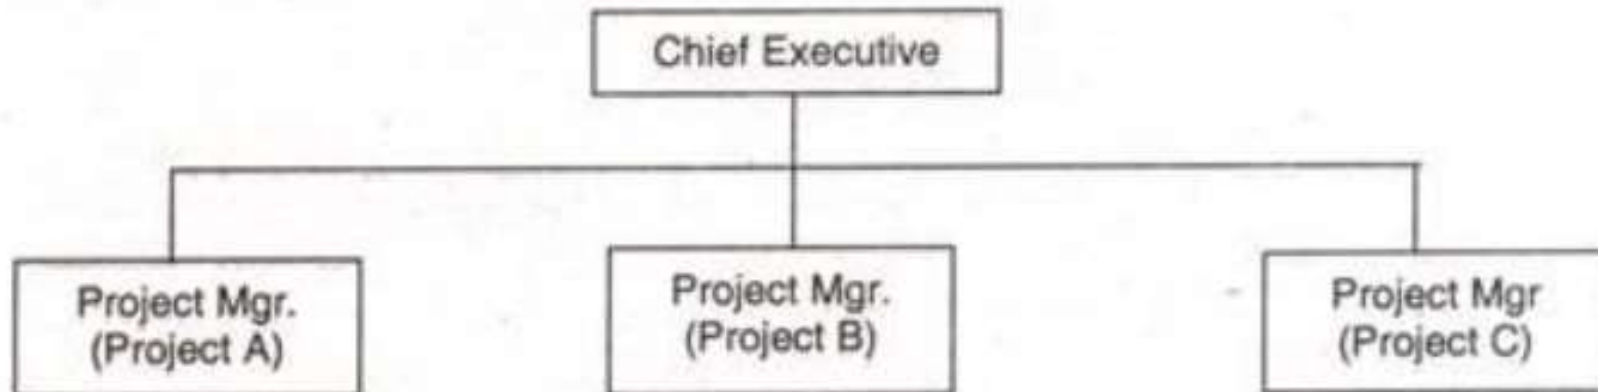 Chief Executive
Project Mgr.
(Project A)
Project Mgr.
(Project B)
Project Mgr
(Project C)